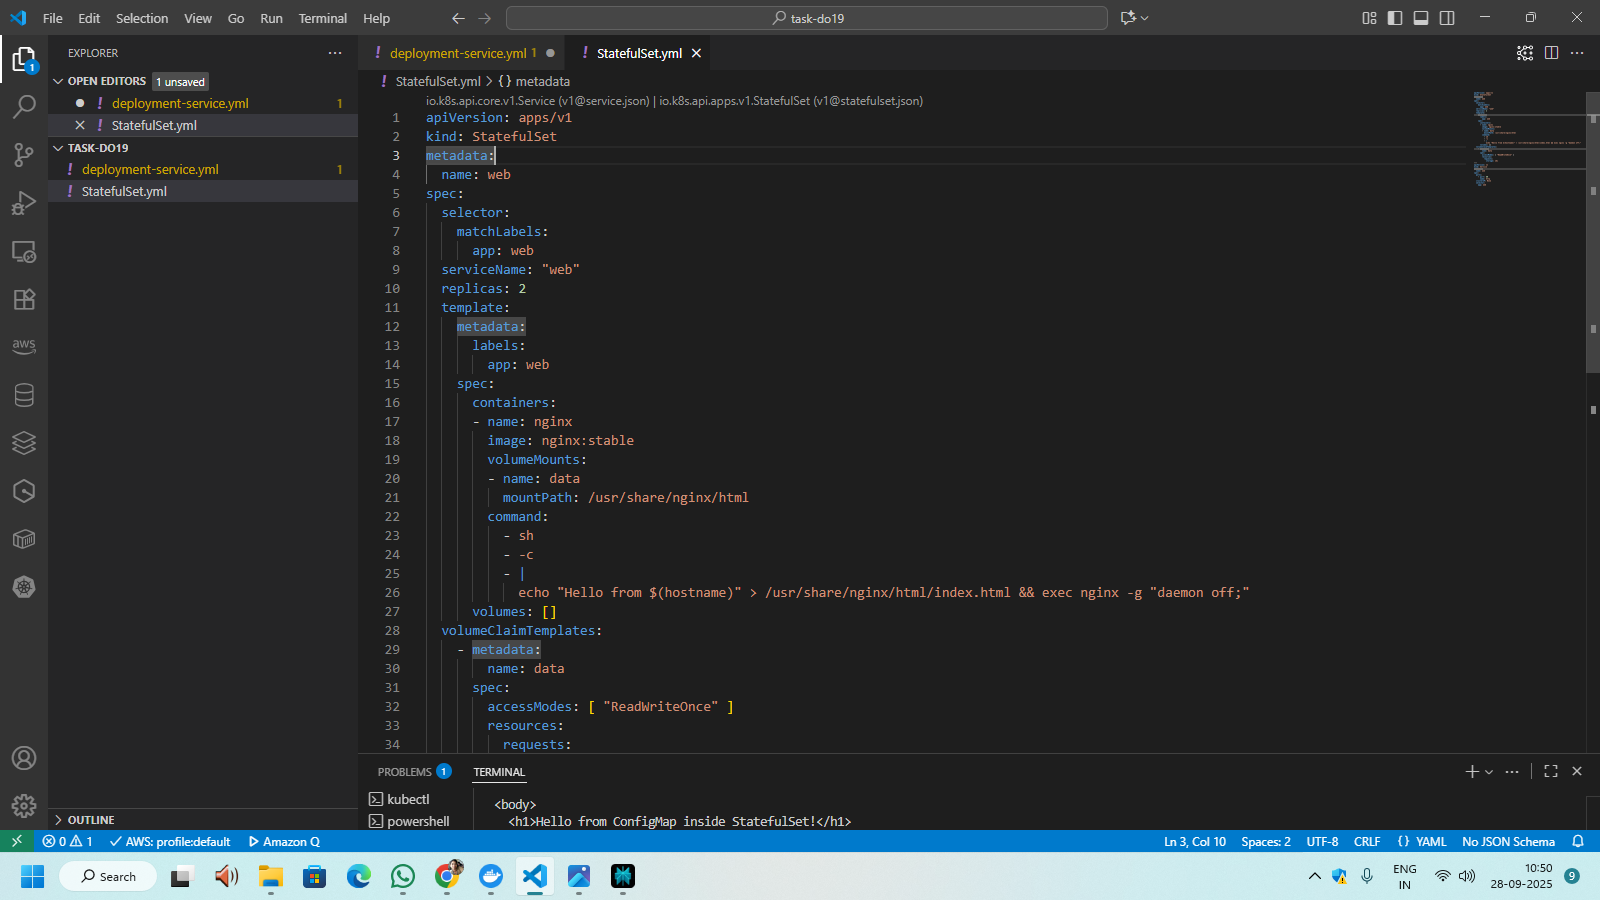 File Edit Selection View Go Run Terminal Help
task-do19
EXPLORER
OPEN EDITORS 1 unsaved
deployment-service.yml 1
StatefulSet.yml
TASK-DO19
deployment-service.yml 1
StatefulSet.yml
OUTLINE
1
aws
deployment-service.yml 1
StatefulSet.yml
StatefulSet.yml > {} metadata
io.k8s.api.core.v1.Service (v1@service.json) | io.k8s.api.apps.v1.StatefulSet (v1@statefulset.json)
1 apiVersion: apps/v1
2 kind: StatefulSet
3 metadata:
4 name: web
5 spec:
6 selector:
7 matchLabels:
8 app: web
9 serviceName: "web"
10 replicas: 2
11 template:
12 metadata:
13 labels:
14 app: web
15 spec:
16 containers:
17 - name: nginx
18 image: nginx:stable
19 volumeMounts:
20 - name: data
21 mountPath: /usr/share/nginx/html
22 command:
23 - sh
24 - -c
25 - |
26 echo "Hello from $(hostname)" > /usr/share/nginx/html/index.html && exec nginx -g "daemon off;"
27 volumes: []
28 volumeClaimTemplates:
29 - metadata:
30 name: data
31 spec:
32 accessModes: [ "ReadWriteOnce" ]
33 resources:
34 requests:
PROBLEMS 1 TERMINAL
kubectl
powershell
<body>
<h1>Hello from ConfigMap inside StatefulSet!</h1>
0 1 AWS: profile:default Amazon Q
Ln 3, Col 10 Spaces: 2 UTF-8 CRLF {} YAML No JSON Schema
Search
ENG
IN
10:50
28-09-2025
9